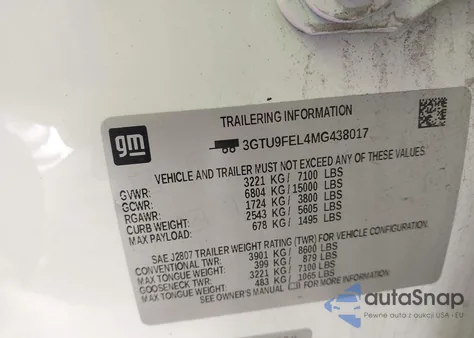 TRAILERING INFORMATION
gm
3GTU9FEL4MG438017
VEHICLE AND TRAILER MUST NOT EXCEED ANY OF THESE VALUES
GVWR: 3221 KG / 7100 LBS
GCWR: 6804 KG / 15000 LBS
RGAWR: 1724 KG / 3800 LBS
CURB WEIGHT: 2543 KG / 5605 LBS
MAX PAYLOAD: 678 KG / 1495 LBS
SAE J2807 TRAILER WEIGHT RATING (TWR) FOR VEHICLE CONFIGURATION
CONVENTIONAL TWR: 3901 KG / 8600 LBS
MAX TONGUE WEIGHT: 399 KG / 879 LBS
GOOSENECK TWR: 3221 KG / 7100 LBS
MAX TONGUE WEIGHT: 483 KG / 1065 LBS
SEE OWNER'S MANUAL FOR MORE INFORMATION
autoSnap
Pewne auta z aukcji USA - EU